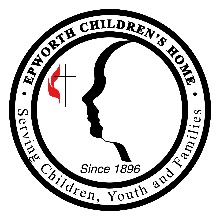 · EPWORTH CHILDREN'S HOME ·
Since 1896
Serving Children, Youth and Families